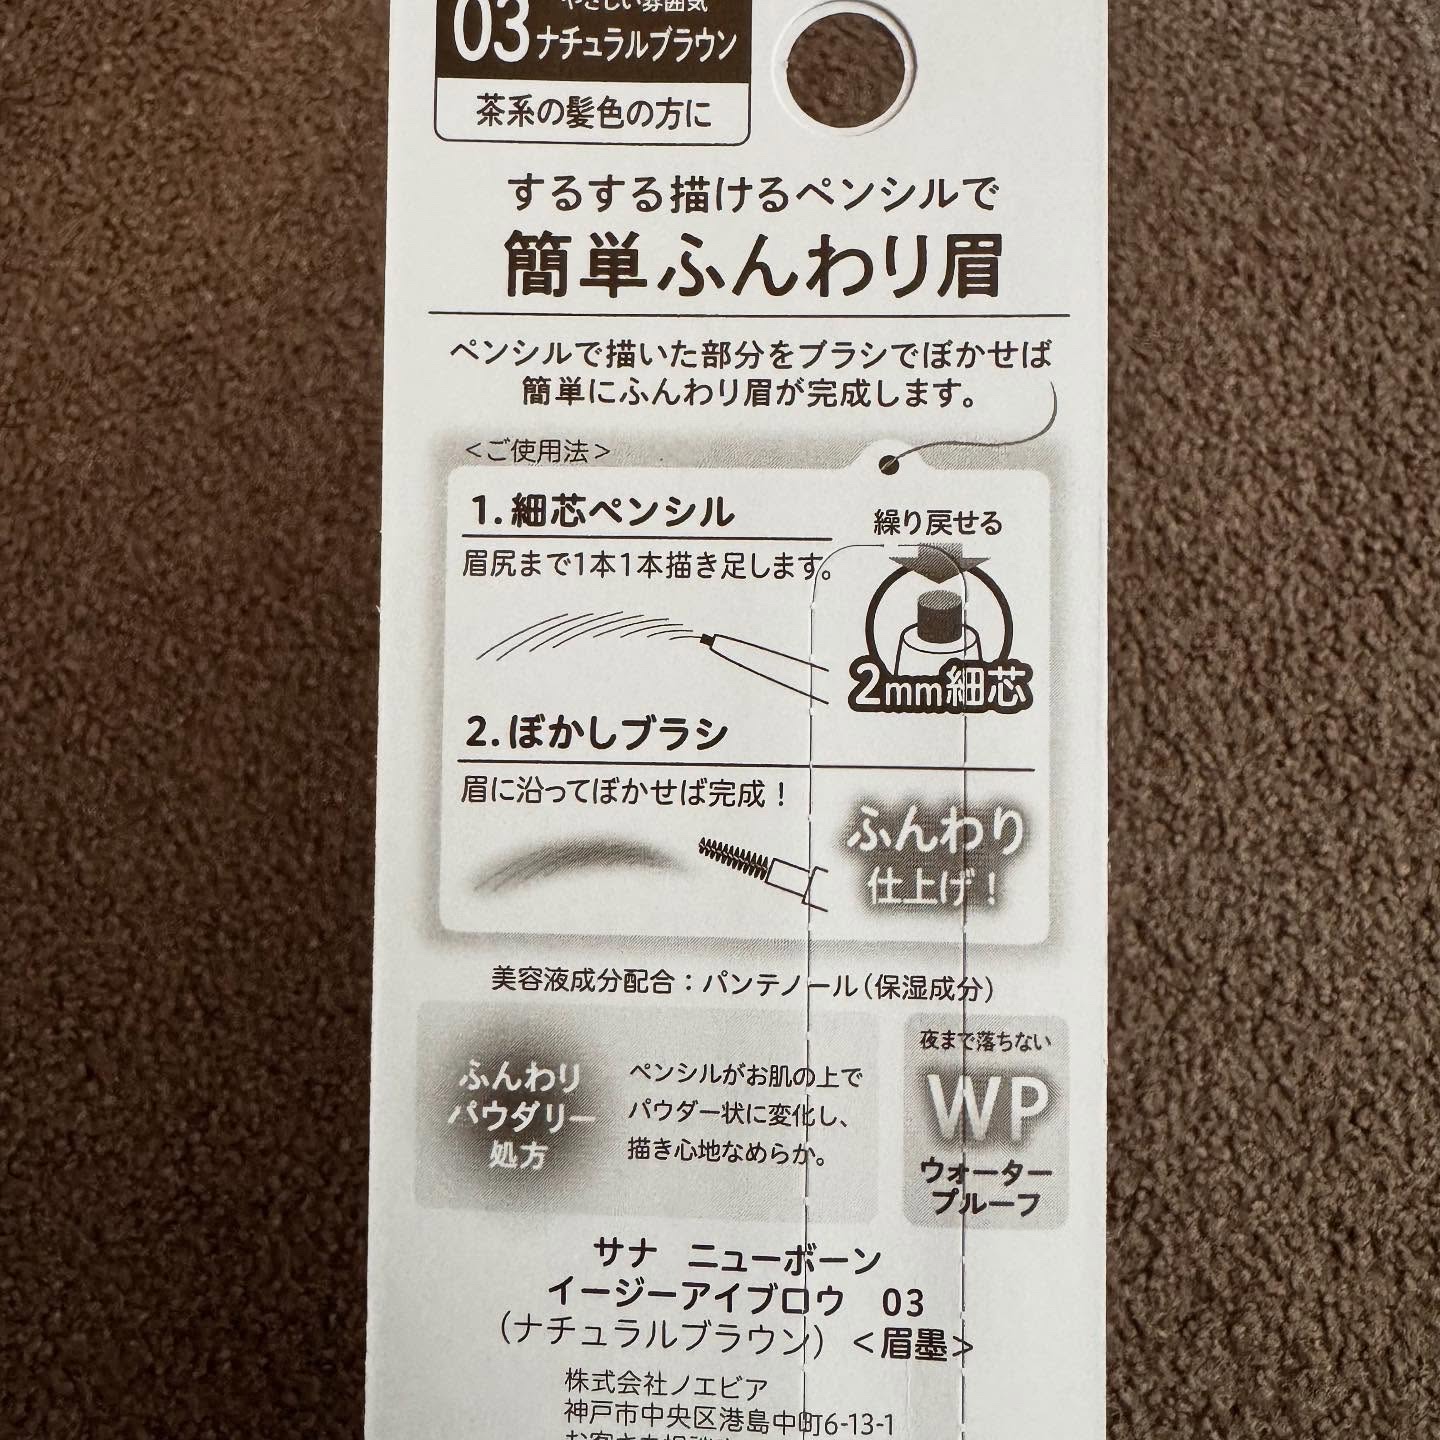 03
やさしい雰囲気
ナチュラルブラウン
茶系の髪色の方に
するする描けるペンシルで
簡単ふんわり眉
ペンシルで描いた部分をブラシでぼかせば
簡単にふんわり眉が完成します。
<ご使用法>
1.細芯ペンシル
眉尻まで1本1本描き足します。
繰り戻せる
2mm細芯
2.ぼかしブラシ
眉に沿ってぼかせば完成！
ふんわり
仕上げ！
美容液成分配合：パンテノール(保湿成分)
ふんわり
パウダリー
処方
ペンシルがお肌の上で
パウダー状に変化し、
描き心地なめらか。
夜まで落ちない
WP
ウォーター
プルーフ
サナ ニューボーン
イージーアイブロウ 03
(ナチュラルブラウン) <眉墨>
株式会社ノエビア
神戸市中央区港島中町6-13-1